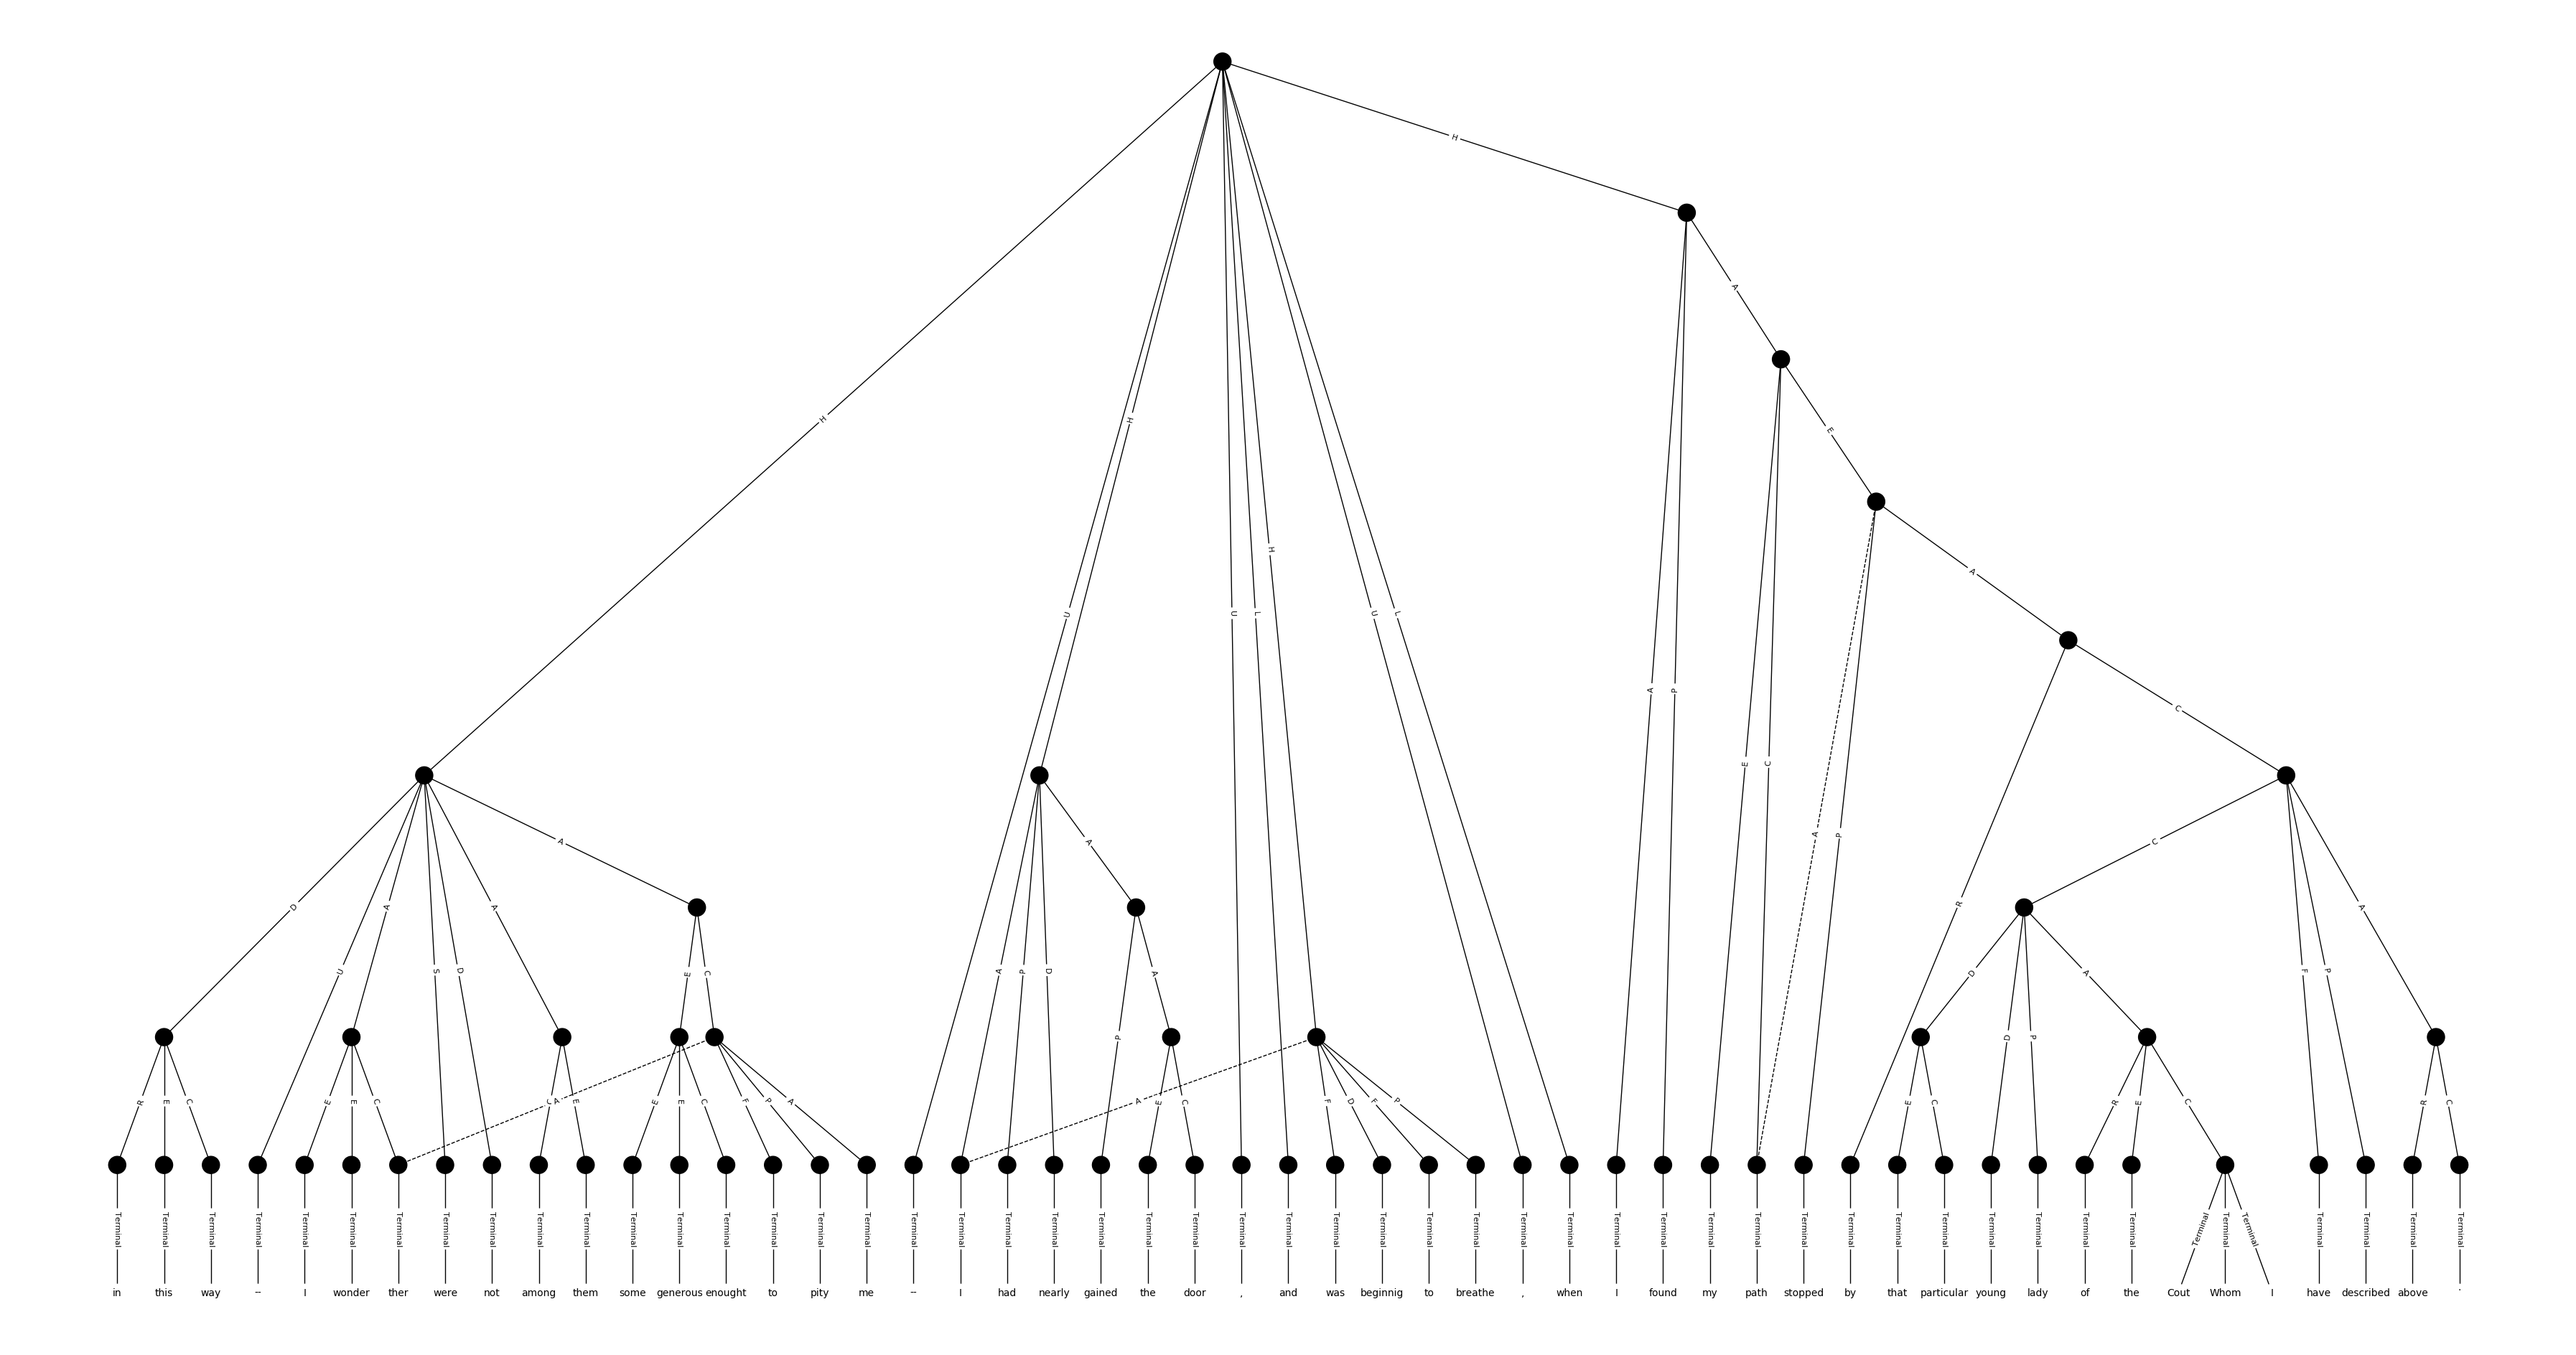 H
A
H H
E
H
A
U U L U L
A P
C
E C
A P
A A C
R
D A A A
U S D E C A P D A D A F P
P D P
R E E C E E C C A E E E C F P A A E C F D F P E C R E C R C
Terminal Terminal Terminal Terminal Terminal Terminal Terminal Terminal Terminal Terminal Terminal Terminal Terminal Terminal Terminal Terminal Terminal Terminal Terminal Terminal Terminal Terminal Terminal Terminal Terminal Terminal Terminal Terminal Terminal Terminal Terminal Terminal Terminal Terminal Terminal Terminal Terminal Terminal Terminal Terminal Terminal Terminal Terminal Terminal Terminal Terminal Terminal Terminal Terminal Terminal Terminal
in this way -- I wonder ther were not among them some generous enought to pity me -- I had nearly gained the door , and was beginnig to breathe , when I found my path stopped by that particular young lady of the Cout Whom I have described above .